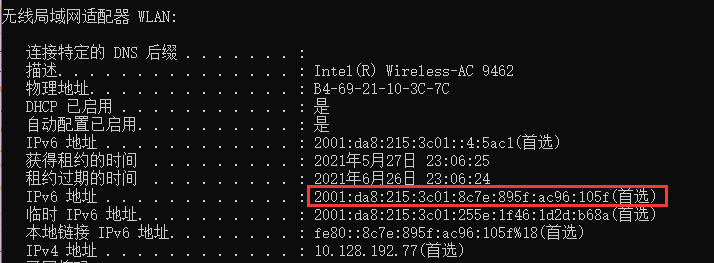 无线局域网适配器 WLAN:
连接特定的 DNS 后缀 . . . . . . . :
描述. . . . . . . . . . . . . . . : Intel(R) Wireless-AC 9462
物理地址. . . . . . . . . . . . . : B4-69-21-10-3C-7C
DHCP 已启用 . . . . . . . . . . . : 是
自动配置已启用. . . . . . . . . . : 是
IPv6 地址 . . . . . . . . . . . . : 2001:da8:215:3c01::4:5ac1(首选)
获得租约的时间  . . . . . . . . . : 2021年5月27日 23:06:25
租约过期的时间  . . . . . . . . . : 2021年6月26日 23:06:24
IPv6 地址 . . . . . . . . . . . . : 2001:da8:215:3c01:8c7e:895f:ac96:105f(首选)
临时 IPv6 地址. . . . . . . . . . : 2001:da8:215:3c01:255e:1f46:1d2d:b68a(首选)
本地链接 IPv6 地址. . . . . . . . : fe80::8c7e:895f:ac96:105f%18(首选)
IPv4 地址 . . . . . . . . . . . . : 10.128.192.77(首选)